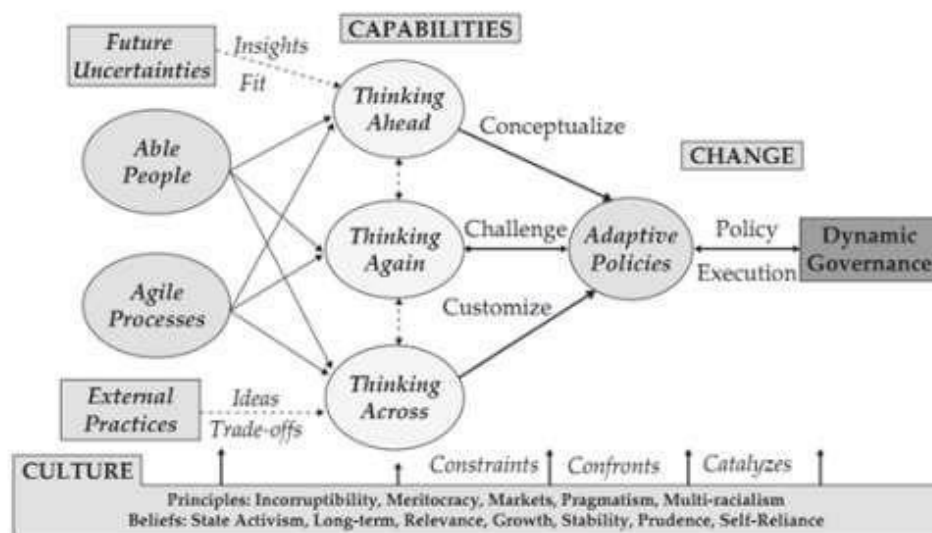 CAPABILITIES
Future
Uncertainties
Insights
Fit
Thinking
Ahead
Conceptualize
Able
People
CHANGE
Thinking
Again
Challenge
Adaptive
Policies
Policy
Execution
Dynamic
Governance
Agile
Processes
Customize
External
Practices
Ideas
Trade-offs
Thinking
Across
CULTURE
Constraints
Confronts
Catalyzes
Principles: Incorruptibility, Meritocracy, Markets, Pragmatism, Multi-racialism
Beliefs: State Activism, Long-term, Relevance, Growth, Stability, Prudence, Self-Reliance